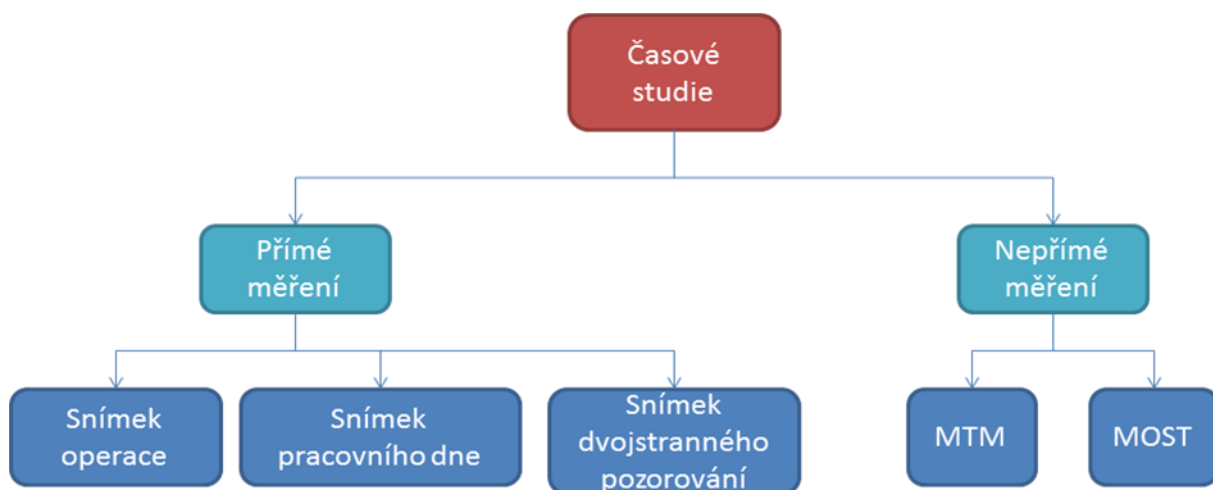 Časové
studie
Přímé
měření
Nepřímé
měření
Snímek
operace
Snímek
pracovního dne
Snímek
dvojstranného
pozorování
MTM
MOST